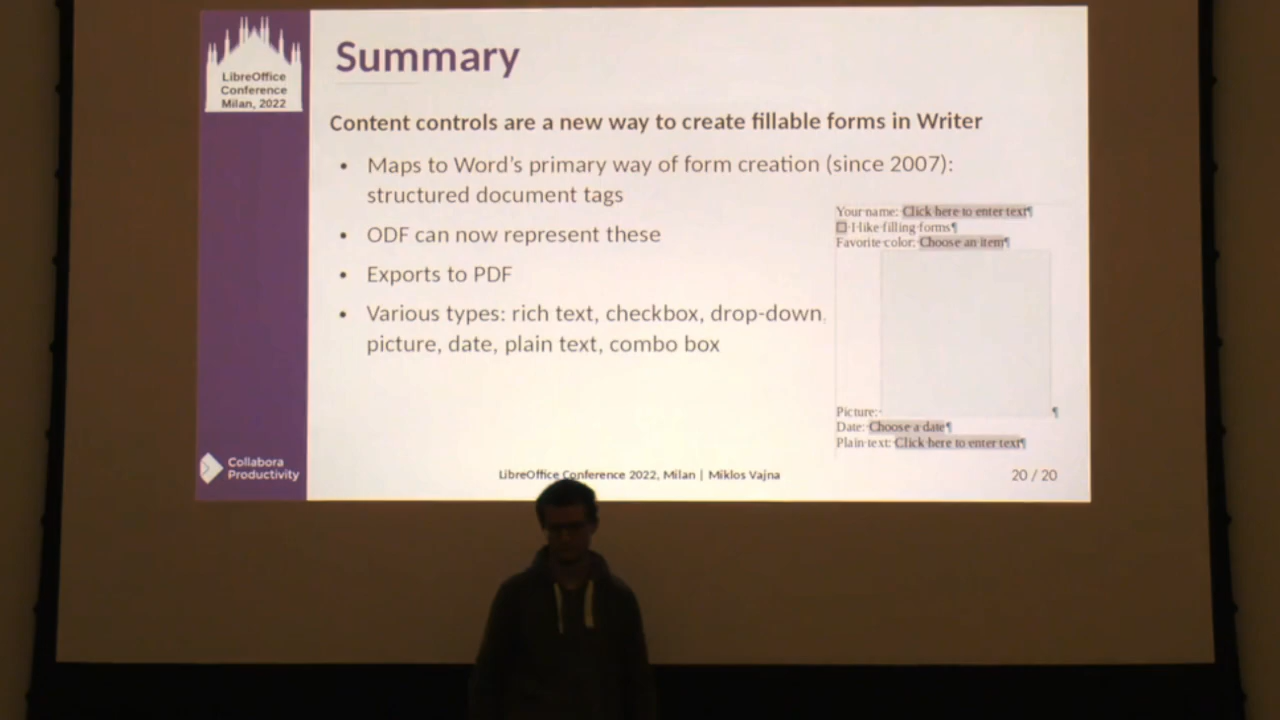 LibreOffice
Conference
Milan, 2022
Summary
Content controls are a new way to create fillable forms in Writer
• Maps to Word's primary way of form creation (since 2007):
structured document tags
• ODF can now represent these
• Exports to PDF
• Various types: rich text, checkbox, drop-down,
picture, date, plain text, combo box
Your name: Click here to enter text¶
☐ I like filling forms¶
Favorite color: Choose an item¶
Picture: ¶
Date: Choose a date¶
Plain text: Click here to enter text¶
Collabora
Productivity
LibreOffice Conference 2022, Milan | Miklos Vajna
20 / 20